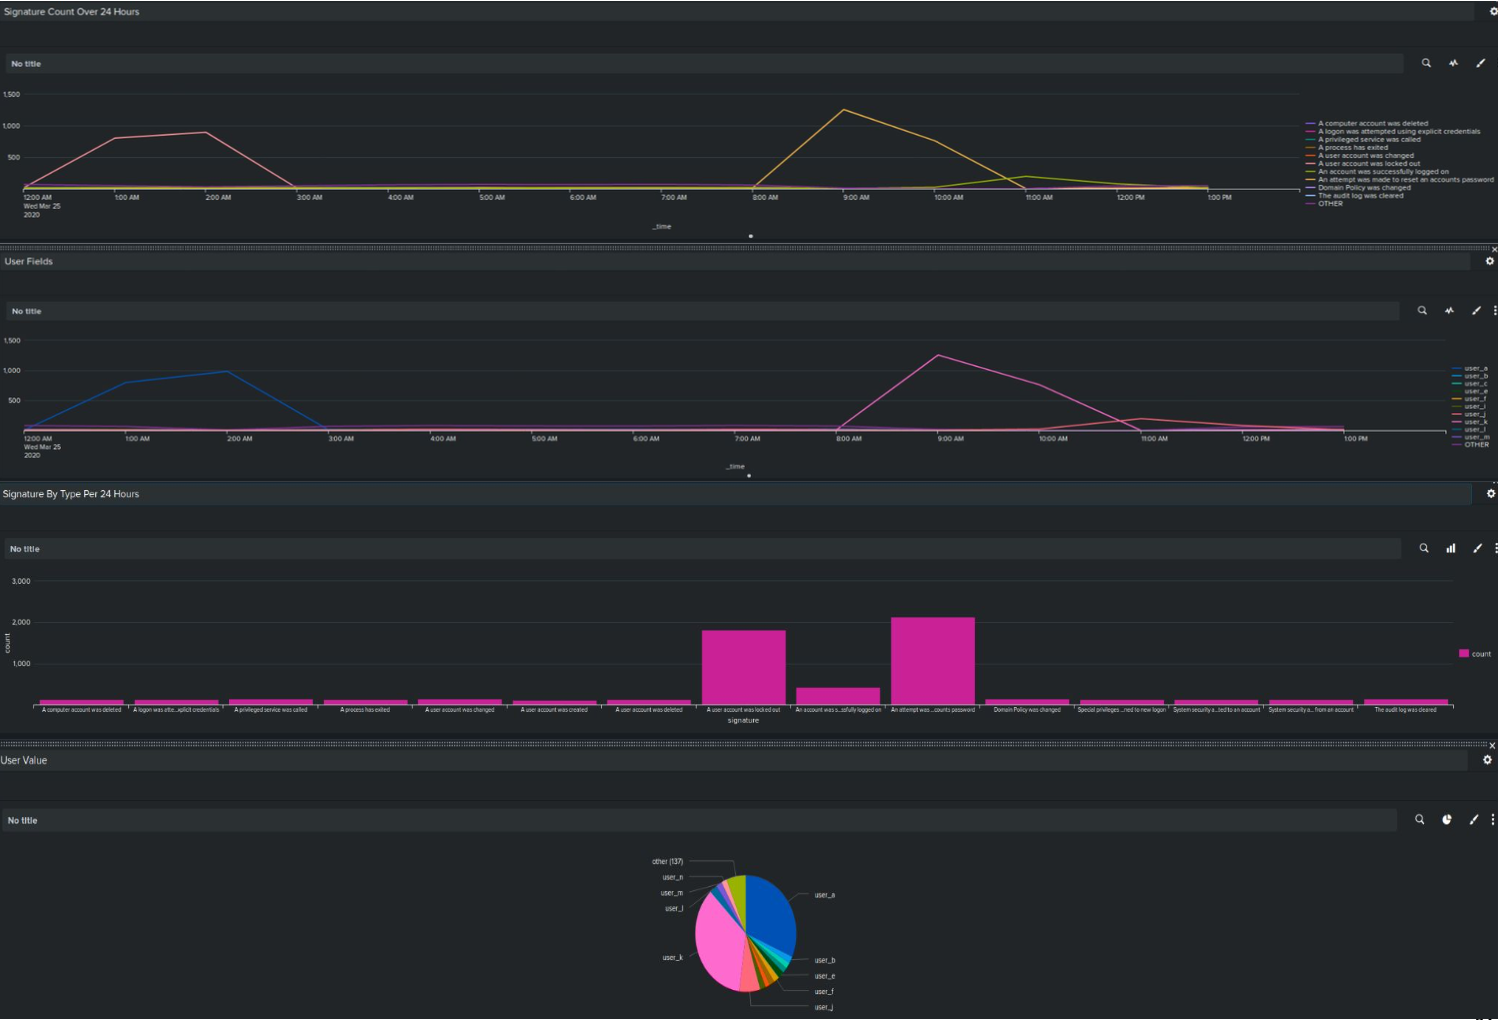 Signature Count Over 24 Hours
No title
1,500
1,000
500
12:00 AM
Wed Mar 25
2020
1:00 AM
2:00 AM
3:00 AM
4:00 AM
5:00 AM
6:00 AM
7:00 AM
8:00 AM
9:00 AM
10:00 AM
11:00 AM
12:00 PM
1:00 PM
_time
A computer account was deleted
A logon was attempted using explicit credentials
A privileged service was called
A process has exited
A user account was changed
A user account was locked out
An account was successfully logged on
An attempt was made to reset an accounts password
Domain Policy was changed
The audit log was cleared
OTHER
User Fields
No title
1,500
1,000
500
12:00 AM
Wed Mar 25
2020
1:00 AM
2:00 AM
3:00 AM
4:00 AM
5:00 AM
6:00 AM
7:00 AM
8:00 AM
9:00 AM
10:00 AM
11:00 AM
12:00 PM
1:00 PM
_time
user_a
user_b
user_c
user_e
user_f
user_i
user_j
user_k
user_l
user_m
OTHER
Signature By Type Per 24 Hours
No title
3,000
2,000
1,000
count
A computer account was deleted
A logon was atte...xplicit credentials
A privileged service was called
A process has exited
A user account was changed
A user account was created
A user account was deleted
A user account was locked out
An account was s...ssfully logged on
An attempt was ...counts password
Domain Policy was changed
Special privileges ...ned to new logon
System security a...ted to an account
System security a... from an account
The audit log was cleared
signature
count
User Value
No title
other (137)
user_n
user_m
user_l
user_k
user_a
user_b
user_e
user_f
user_j